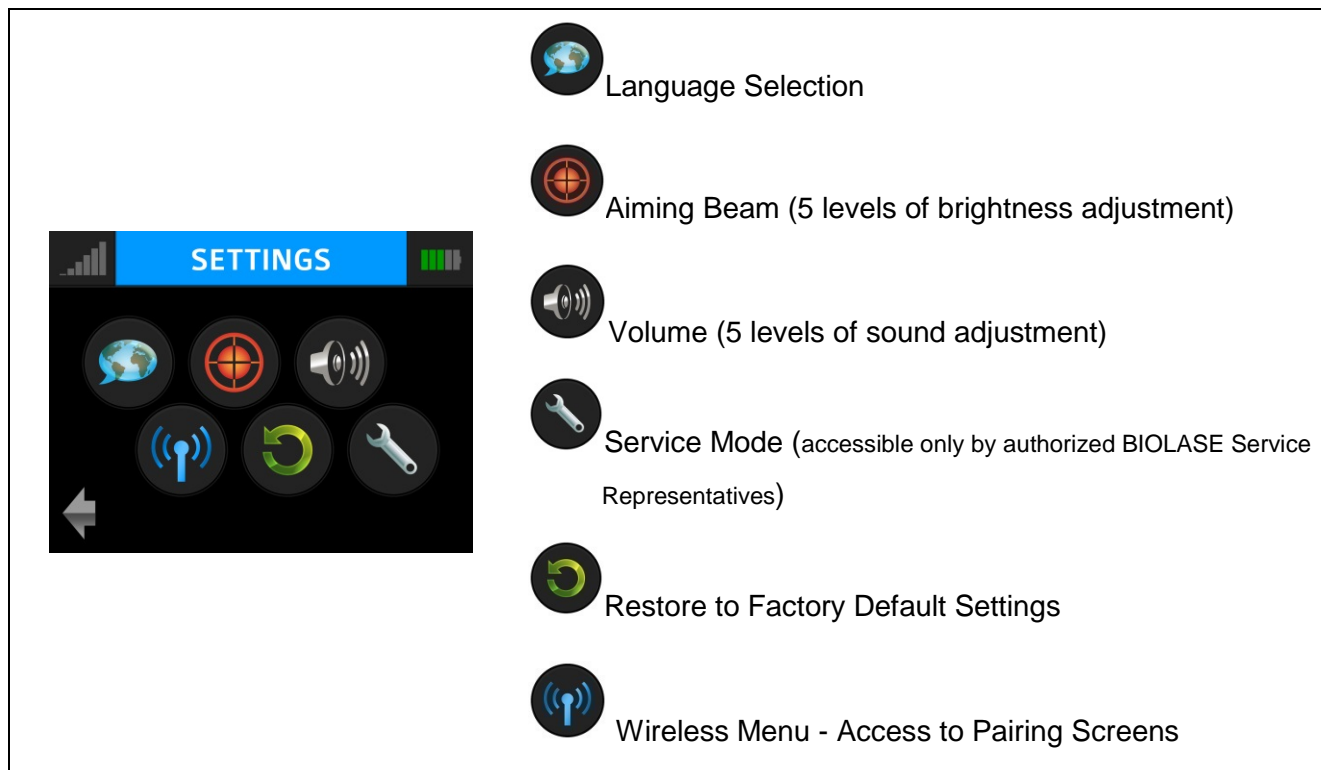 SETTINGS
Language Selection
Aiming Beam (5 levels of brightness adjustment)
Volume (5 levels of sound adjustment)
Service Mode (accessible only by authorized BIOLASE Service
Representatives)
Restore to Factory Default Settings
Wireless Menu - Access to Pairing Screens